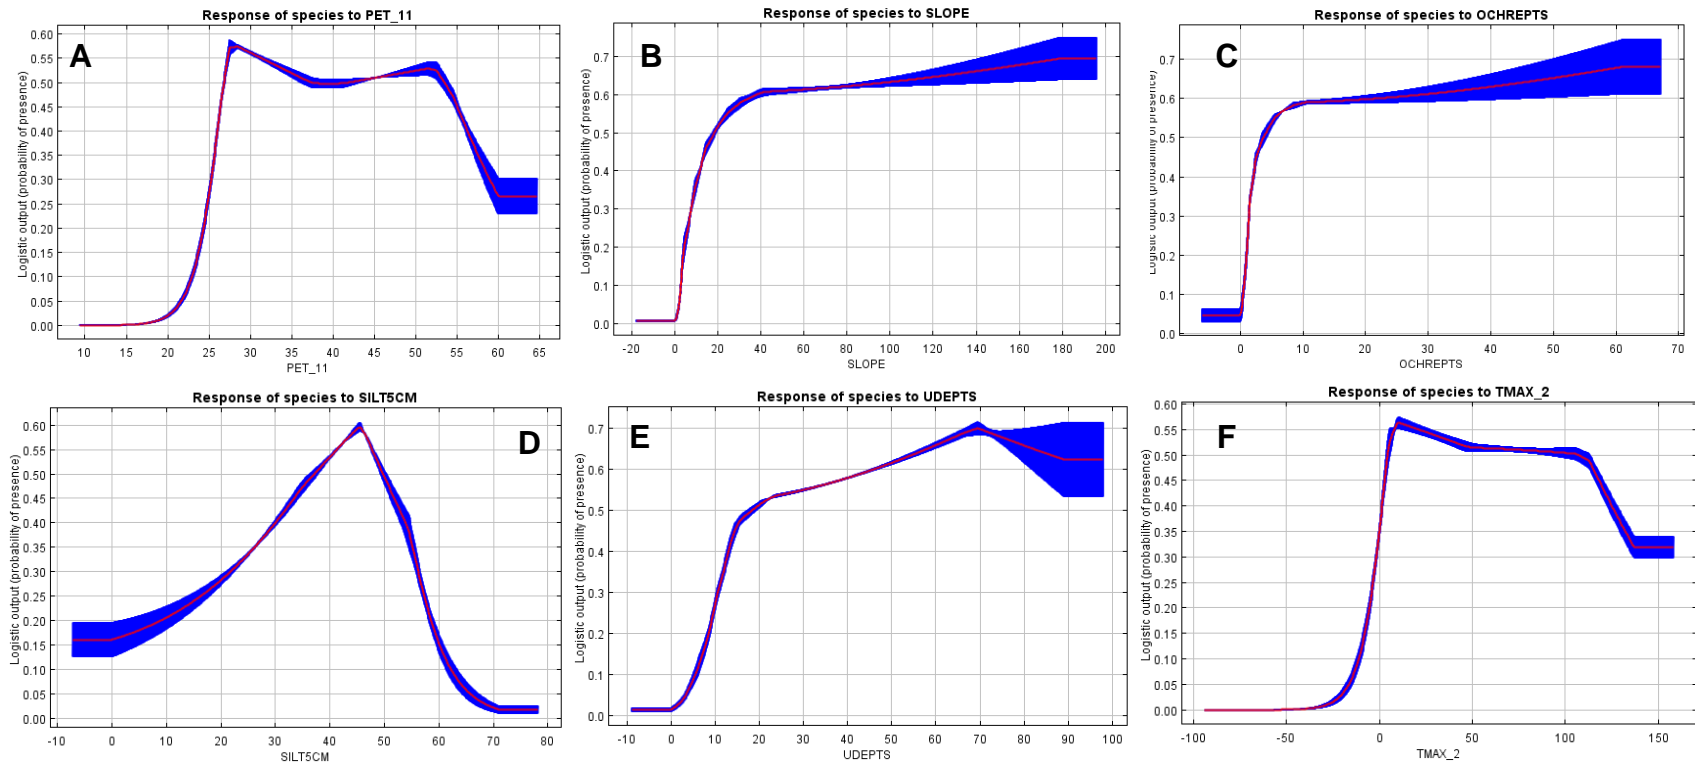 Response of species to PET_11
A
Logistic output (probability of presence)
0.60
0.55
0.50
0.45
0.40
0.35
0.30
0.25
0.20
0.15
0.10
0.05
0.00
10 15 20 25 30 35 40 45 50 55 60 65
PET_11
Response of species to SLOPE
B
Logistic output (probability of presence)
0.7
0.6
0.5
0.4
0.3
0.2
0.1
0.0
-20 0 20 40 60 80 100 120 140 160 180 200
SLOPE
Response of species to OCHREPTS
C
Logistic output (probability of presence)
0.7
0.6
0.5
0.4
0.3
0.2
0.1
0.0
0 10 20 30 40 50 60 70
OCHREPTS
Response of species to SILT5CM
D
Logistic output (probability of presence)
0.60
0.55
0.50
0.45
0.40
0.35
0.30
0.25
0.20
0.15
0.10
0.05
0.00
-10 0 10 20 30 40 50 60 70 80
SILT5CM
Response of species to UDEPTS
E
Logistic output (probability of presence)
0.7
0.6
0.5
0.4
0.3
0.2
0.1
0.0
-10 0 10 20 30 40 50 60 70 80 90 100
UDEPTS
Response of species to TMAX_2
F
Logistic output (probability of presence)
0.60
0.55
0.50
0.45
0.40
0.35
0.30
0.25
0.20
0.15
0.10
0.05
0.00
-100 -50 0 50 100 150
TMAX_2